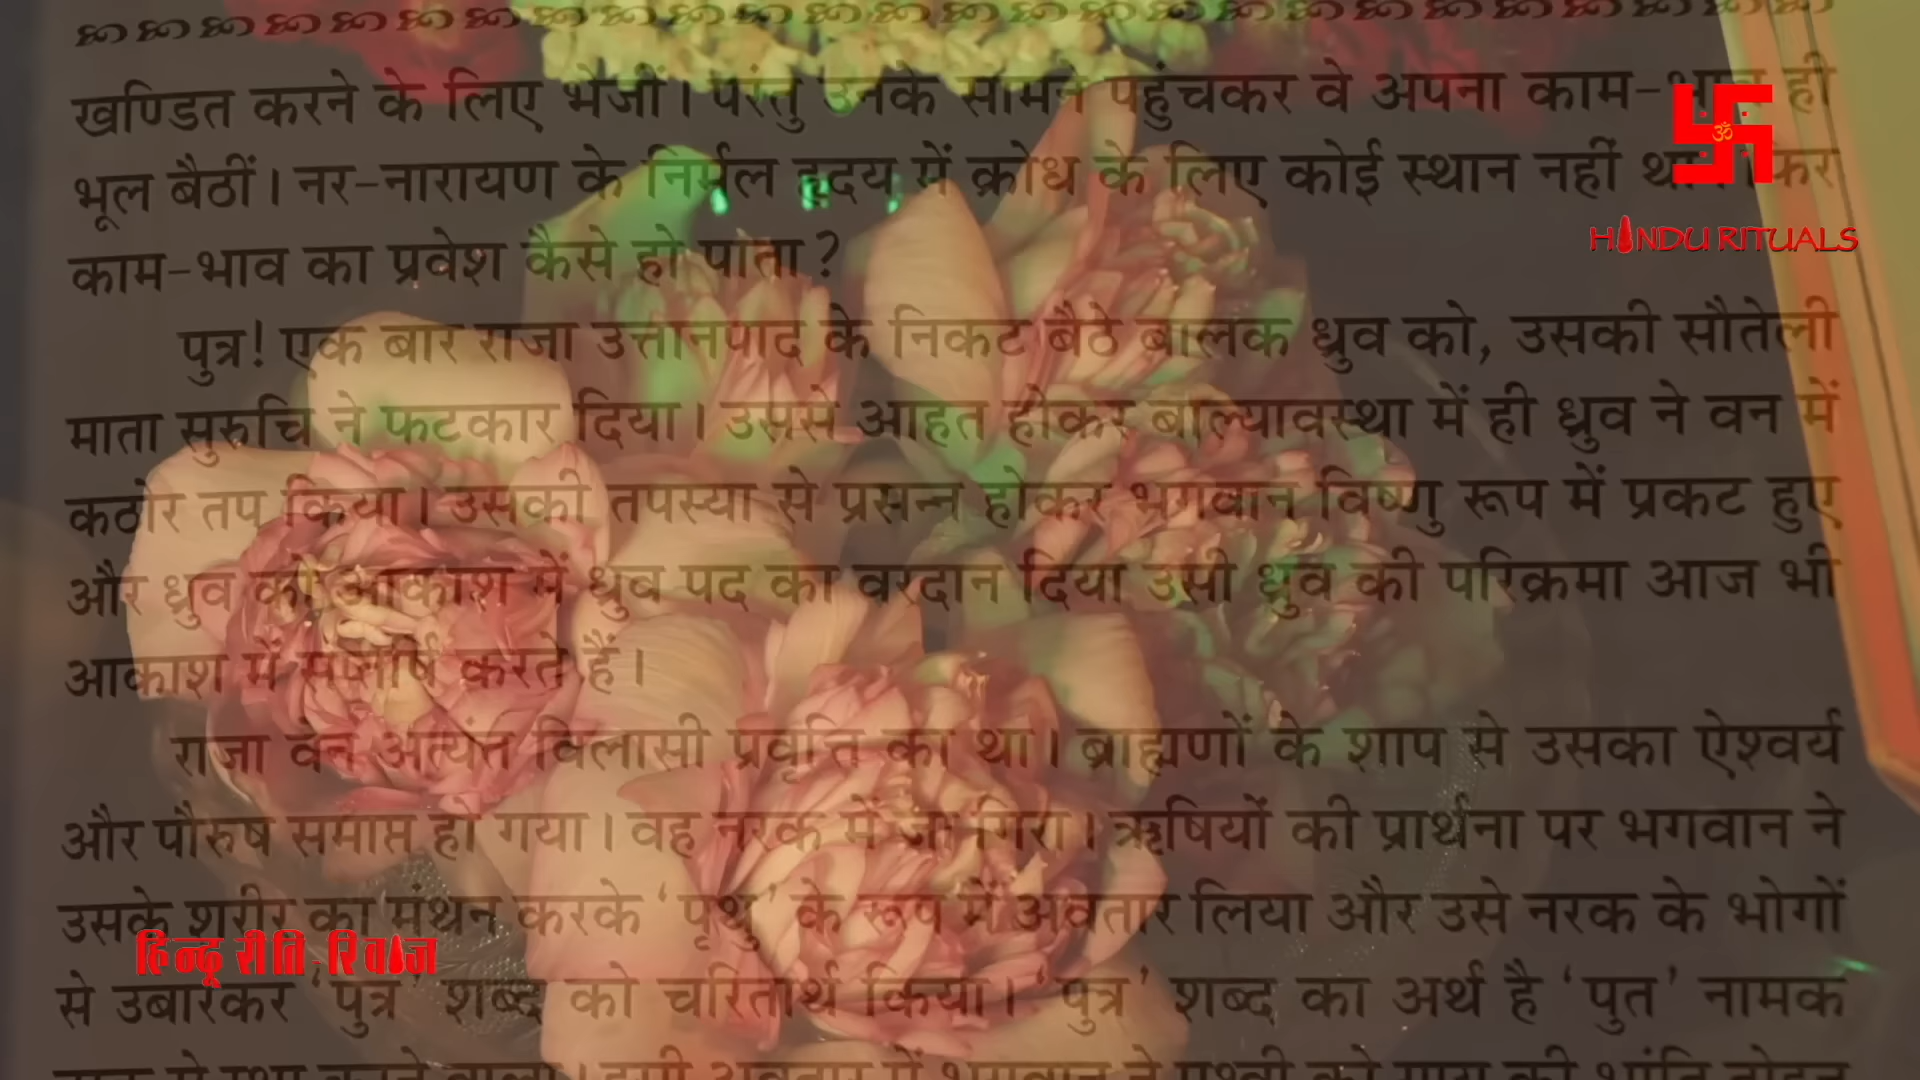 खण्डित करने के लिए भेजीं। परंतु उनके सामने पहुंचकर वे अपना काम-भाव ही
भूल बैठीं। नर-नारायण के निर्मल हृदय में क्रोध के लिए कोई स्थान नहीं था
काम-भाव का प्रवेश कैसे हो पाता?
पुत्र! एक बार राजा उत्तानपाद के निकट बैठे बालक ध्रुव को, उसकी सौतेली
माता सुरुचि ने फटकार दिया। उससे आहत होकर बाल्यावस्था में ही ध्रुव ने वन में
कठोर तप किया। उसकी तपस्या से प्रसन्न होकर भगवान विष्णु रूप में प्रकट हुए
और ध्रुव को आकाश में ध्रुव पद का वरदान दिया उसी ध्रुव की परिक्रमा आज भी
आकाश में सप्तर्षि करते हैं।
राजा वेन अत्यंत विलासी प्रवृत्ति का था। ब्राह्मणों के शाप से उसका ऐश्वर्य
और पौरुष समाप्त हो गया। वह नरक में जा गिरा। ऋषियों की प्रार्थना पर भगवान ने
उसके शरीर का मंथन करके ‘पृथु’ के रूप में अवतार लिया और उसे नरक के भोगों
से उबारकर ‘पुत्र’ शब्द को चरितार्थ किया। ‘पुत्र’ शब्द का अर्थ है ‘पुत’ नामक
ॐ
HINDU RITUALS
हिन्दू रीति-रिवाज